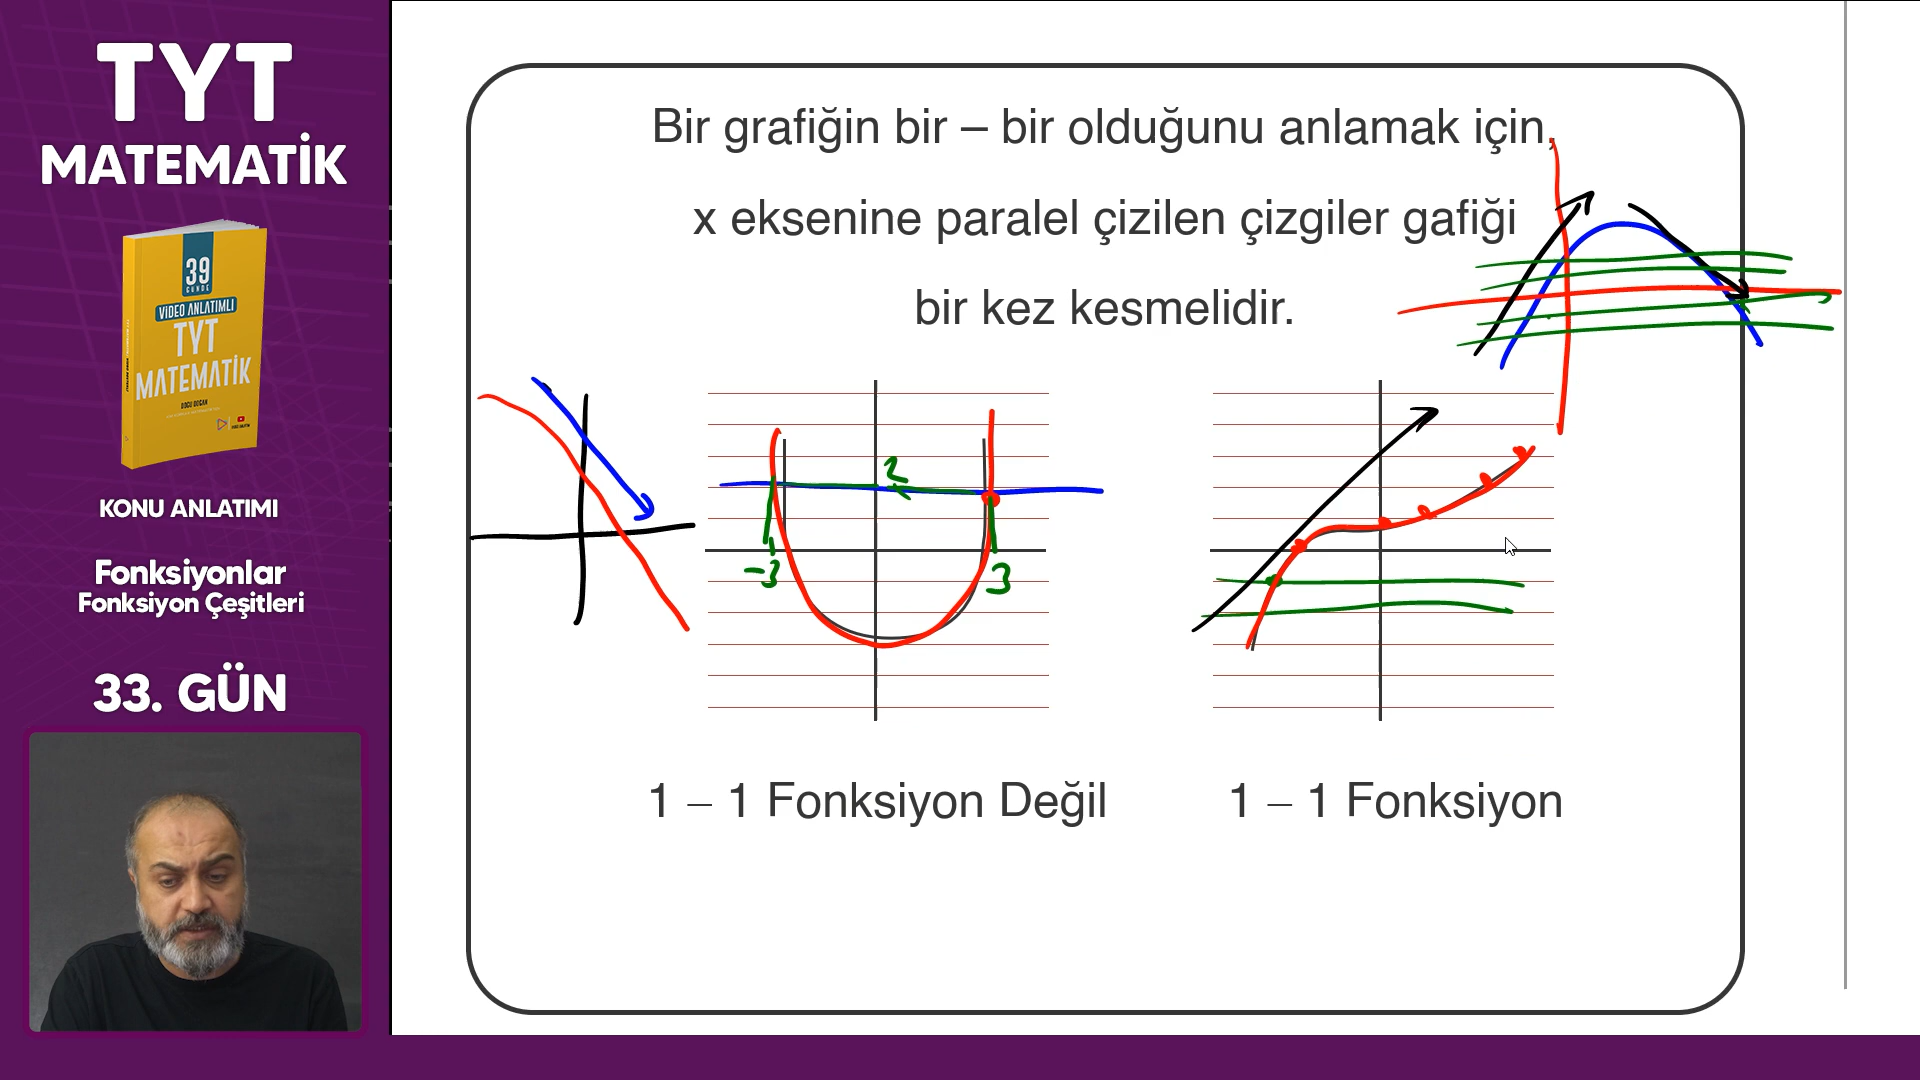 TYT
MATEMATİK
39
GÜNDE
VİDEO ANLATIMLI
TYT
MATEMATİK
KONU ANLATIMI
Fonksiyonlar
Fonksiyon Çeşitleri
33. GÜN
Bir grafiğin bir – bir olduğunu anlamak için,
x eksenine paralel çizilen çizgiler gafiği
bir kez kesmelidir.
2
-3
3
1 – 1 Fonksiyon Değil
1 – 1 Fonksiyon